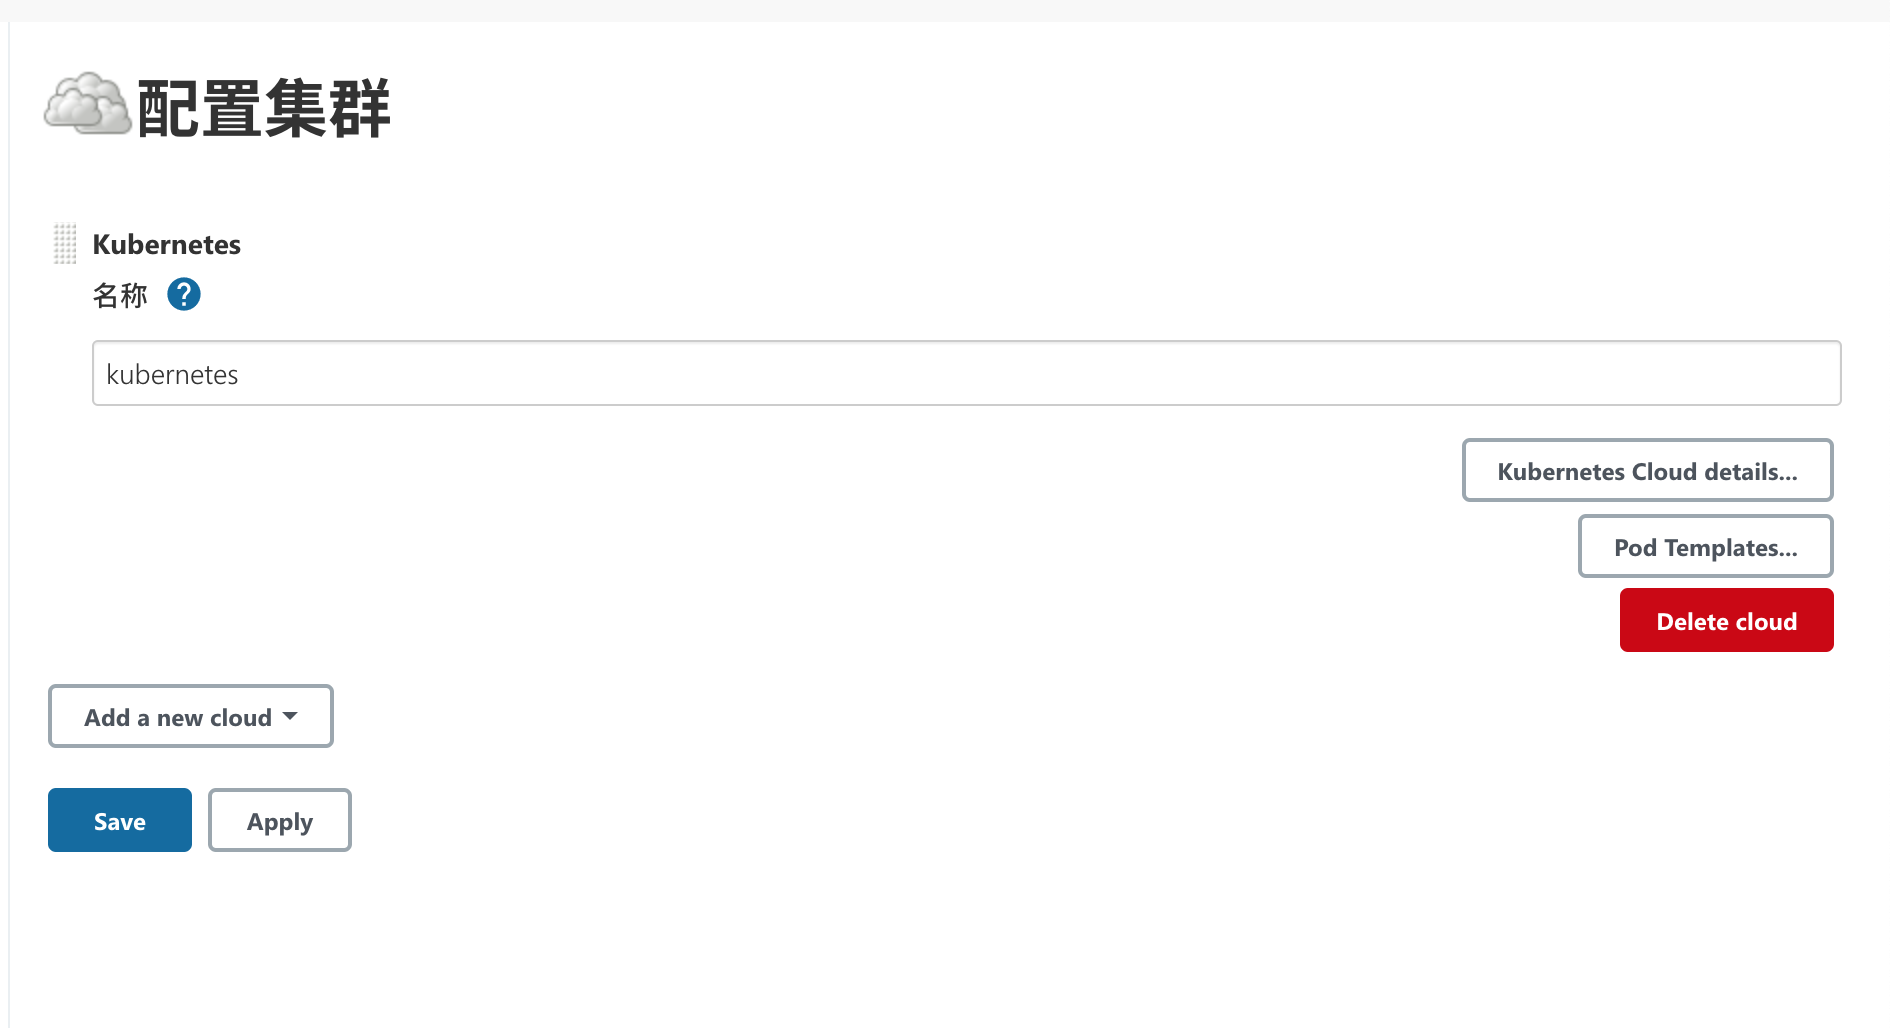 配置集群
Kubernetes
名称 ?
kubernetes
Kubernetes Cloud details...
Pod Templates...
Delete cloud
Add a new cloud
Save
Apply